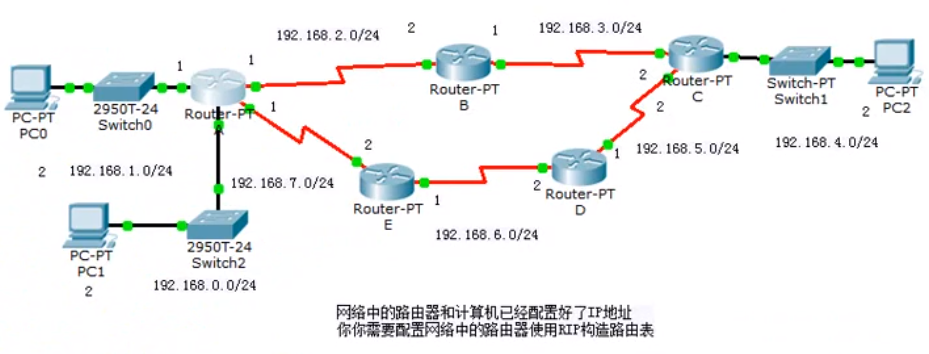 192.168.2.0/24
2
1
192.168.3.0/24
1
1
2
Router-PT
B
Router-PT
C
Switch-PT
Switch1
PC-PT
PC2
2
PC-PT
PC0
2950T-24
Switch0
Router-PT
1
2
2
2
192.168.1.0/24
192.168.7.0/24
2
1
192.168.5.0/24
192.168.4.0/24
Router-PT
E
1
2
Router-PT
D
192.168.6.0/24
PC-PT
PC1
2
2950T-24
Switch2
192.168.0.0/24
网络中的路由器和计算机已经配置好了IP地址
你你需要配置网络中的路由器使用RIP构造路由表